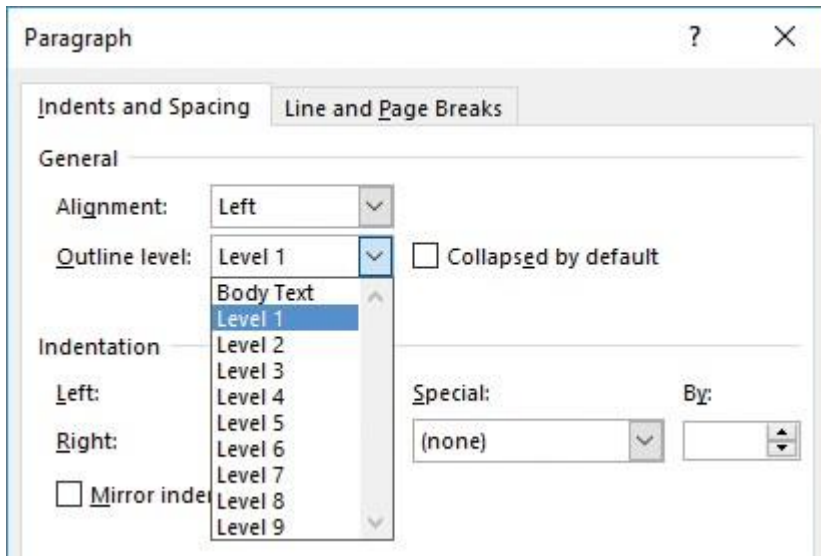 Paragraph ? ×
Indents and Spacing Line and Page Breaks
General
Alignment: Left
Outline level: Level 1 Collapsed by default
Body Text
Level 1
Level 2
Indentation Level 3
Left: Level 4 Special: By:
Level 5
Right: Level 6 (none)
Level 7
Mirror inde Level 8
Level 9